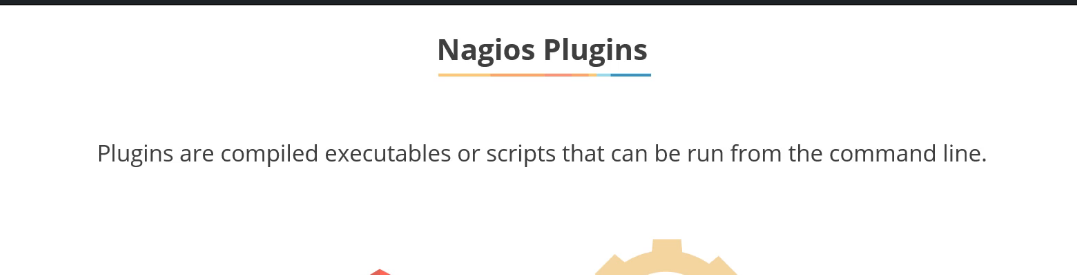 Nagios Plugins
Plugins are compiled executables or scripts that can be run from the command line.